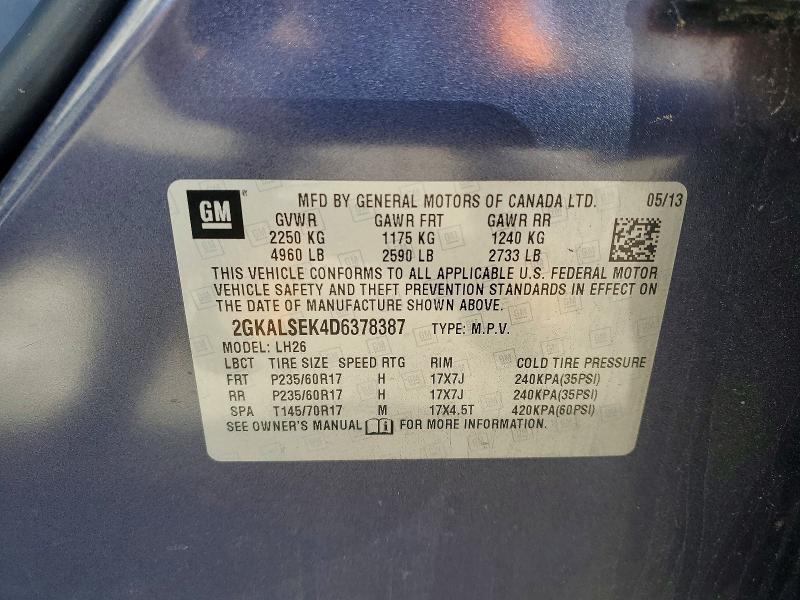 GM MFD BY GENERAL MOTORS OF CANADA LTD. 05/13
GVWR GAWR FRT GAWR RR
2250 KG 1175 KG 1240 KG
4960 LB 2590 LB 2733 LB
THIS VEHICLE CONFORMS TO ALL APPLICABLE U.S. FEDERAL MOTOR
VEHICLE SAFETY AND THEFT PREVENTION STANDARDS IN EFFECT ON
THE DATE OF MANUFACTURE SHOWN ABOVE.
2GKALSEK4D6378387 TYPE: M.P.V.
MODEL: LH26
LBCT TIRE SIZE SPEED RTG RIM COLD TIRE PRESSURE
FRT P235/60R17 H 17X7J 240KPA(35PSI)
RR P235/60R17 H 17X7J 240KPA(35PSI)
SPA T145/70R17 M 17X4.5T 420KPA(60PSI)
SEE OWNER'S MANUAL i FOR MORE INFORMATION.